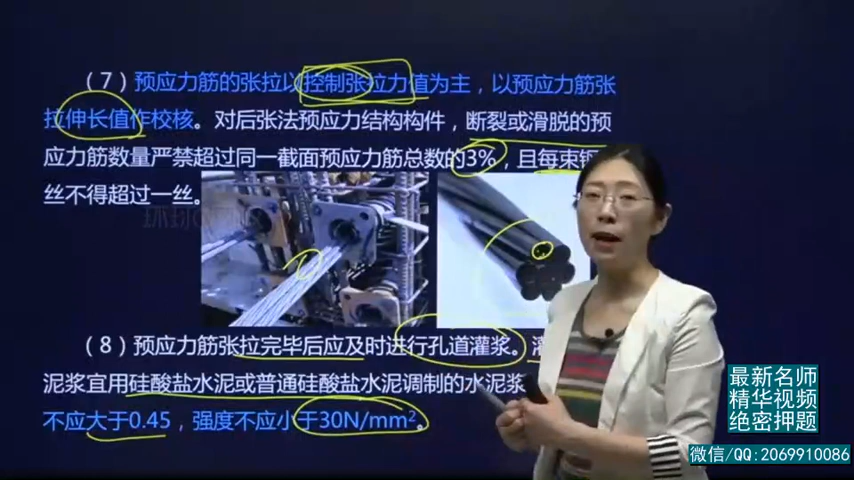 （7）预应力筋的张拉以控制张拉力值为主，以预应力筋张
拉伸长值作校核。对后张法预应力结构构件，断裂或滑脱的预
应力筋数量严禁超过同一截面预应力筋总数的3%，且每束钢
丝不得超过一丝。
（8）预应力筋张拉完毕后应及时进行孔道灌浆。
泥浆宜用硅酸盐水泥或普通硅酸盐水泥调制的水泥浆
不应大于0.45，强度不应小于30N/mm²。
最新名师
精华视频
绝密押题
微信/QQ:2069910086